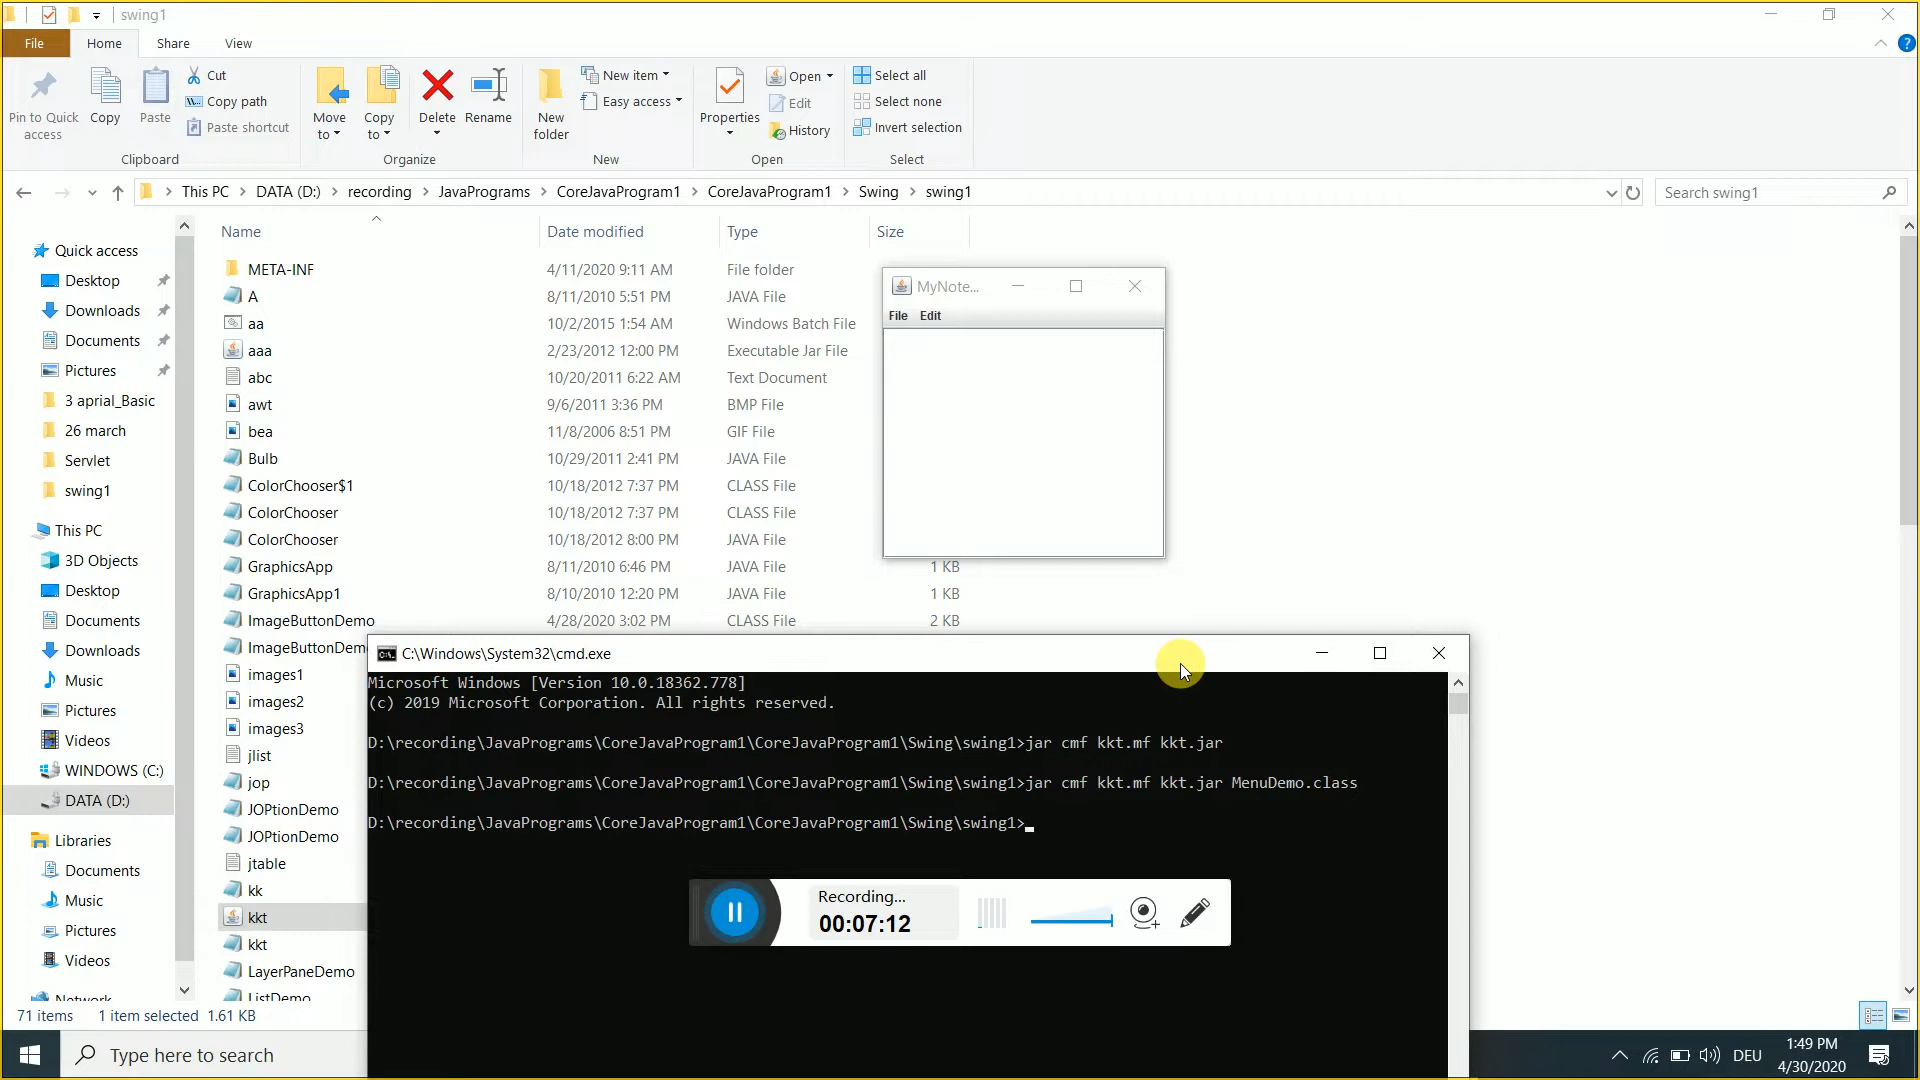 swing1
File Home Share View
Pin to Quick access
Copy
Paste
Cut
Copy path
Paste shortcut
Clipboard
Move to
Copy to
Delete
Rename
Organize
New folder
New item
Easy access
New
Properties
Open
Edit
History
Open
Select all
Select none
Invert selection
Select
This PC > DATA (D:) > recording > JavaPrograms > CoreJavaProgram1 > CoreJavaProgram1 > Swing > swing1
Search swing1
Quick access
Desktop
Downloads
Documents
Pictures
3 aprial_Basic
26 march
Servlet
swing1
This PC
3D Objects
Desktop
Documents
Downloads
Music
Pictures
Videos
WINDOWS (C:)
DATA (D:)
Libraries
Documents
Music
Pictures
Videos
Network
Name Date modified Type Size
META-INF 4/11/2020 9:11 AM File folder
A 8/11/2010 5:51 PM JAVA File
aa 10/2/2015 1:54 AM Windows Batch File
aaa 2/23/2012 12:00 PM Executable Jar File
abc 10/20/2011 6:22 AM Text Document
awt 9/6/2011 3:36 PM BMP File
bea 11/8/2006 8:51 PM GIF File
Bulb 10/29/2011 2:41 PM JAVA File
ColorChooser$1 10/18/2012 7:37 PM CLASS File
ColorChooser 10/18/2012 7:37 PM CLASS File
ColorChooser 10/18/2012 8:00 PM JAVA File
GraphicsApp 8/11/2010 6:46 PM JAVA File 1 KB
GraphicsApp1 8/10/2010 12:20 PM JAVA File 1 KB
ImageButtonDemo 4/28/2020 3:02 PM CLASS File 2 KB
ImageButtonDem
images1
images2
images3
jlist
jop
JOPtionDemo
JOPtionDemo
jtable
kk
kkt
kkt
LayerPaneDemo
ListDemo
MyNote...
File Edit
C:\Windows\System32\cmd.exe
Microsoft Windows [Version 10.0.18362.778]
(c) 2019 Microsoft Corporation. All rights reserved.
D:\recording\JavaPrograms\CoreJavaProgram1\CoreJavaProgram1\Swing\swing1>jar cmf kkt.mf kkt.jar
D:\recording\JavaPrograms\CoreJavaProgram1\CoreJavaProgram1\Swing\swing1>jar cmf kkt.mf kkt.jar MenuDemo.class
D:\recording\JavaPrograms\CoreJavaProgram1\CoreJavaProgram1\Swing\swing1>
Recording...
00:07:12
71 items 1 item selected 1.61 KB
Type here to search
DEU
1:49 PM
4/30/2020